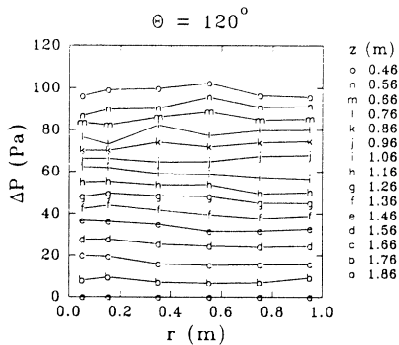 Θ = 120°
z (m)
o 0.46
n 0.56
m 0.66
l 0.76
k 0.86
j 0.96
i 1.06
h 1.16
g 1.26
f 1.36
e 1.46
d 1.56
c 1.66
b 1.76
a 1.86
120
100
80
60
40
20
0
ΔP (Pa)
o o o o o o
n n n n n n
m m m m m m
l l l l l l
k k k k k k
j j j j j j
i i i i i i
h h h h h h
g g g g g g
f f f f f f
e e e e e e
d d d d d d
c c c c c c
b b b b b b
a a a a a a
0.0 0.2 0.4 0.6 0.8 1.0
r (m)